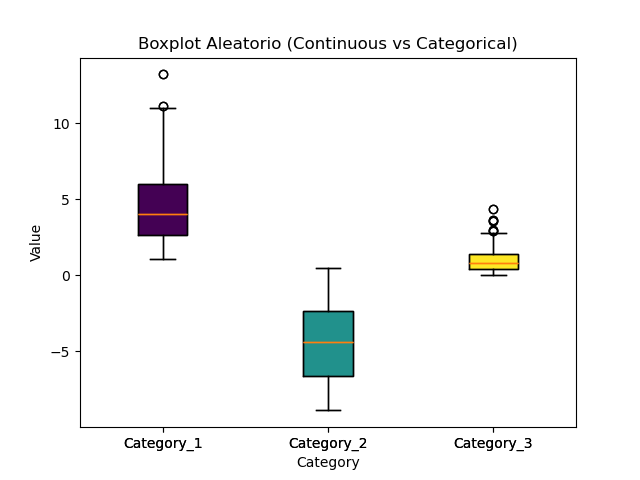 Boxplot Aleatorio (Continuous vs Categorical)
10
5
0
−5
Value
Category_1 Category_2 Category_3
Category